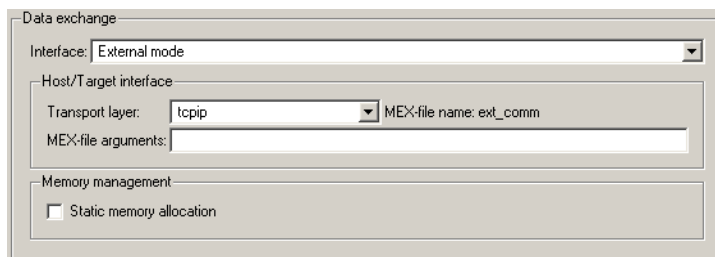 Data exchange
Interface: External mode
Host/Target interface
Transport layer: tcpip MEX-file name: ext_comm
MEX-file arguments:
Memory management
Static memory allocation